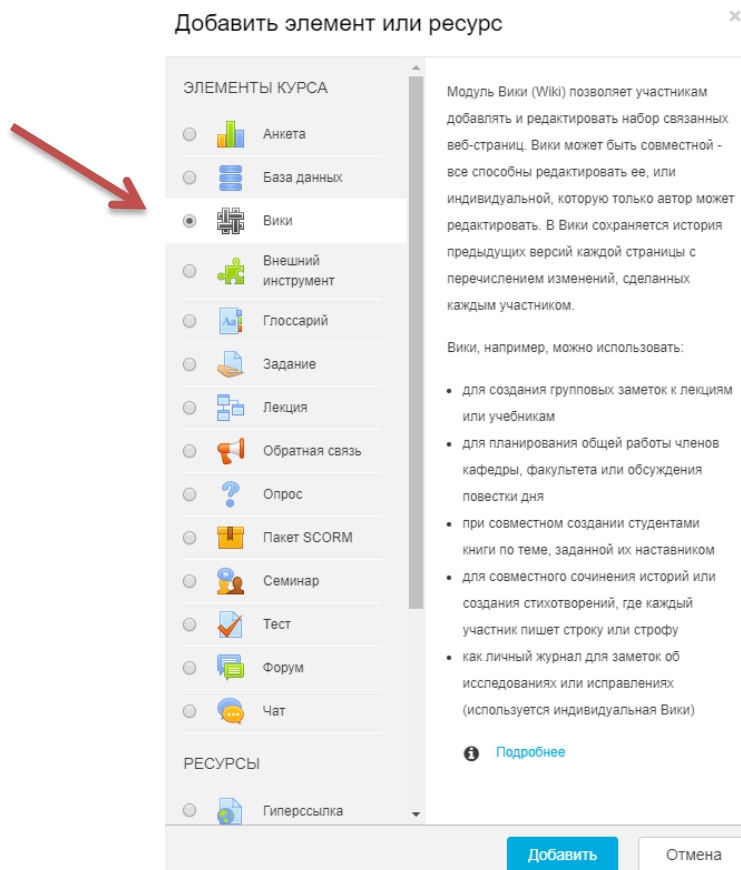 Добавить элемент или ресурс
×
ЭЛЕМЕНТЫ КУРСА
Анкета
База данных
Вики
Внешний
инструмент
Aa
Глоссарий
Задание
Лекция
Обратная связь
?
Опрос
Пакет SCORM
Семинар
Тест
Форум
Чат
РЕСУРСЫ
Гиперссылка
Модуль Вики (Wiki) позволяет участникам
добавлять и редактировать набор связанных
веб-страниц. Вики может быть совместной -
все способны редактировать ее, или
индивидуальной, которую только автор может
редактировать. В Вики сохраняется история
предыдущих версий каждой страницы с
перечислением изменений, сделанных
каждым участником.
Вики, например, можно использовать:
• для создания групповых заметок к лекциям
или учебникам
• для планирования общей работы членов
кафедры, факультета или обсуждения
повестки дня
• при совместном создании студентами
книги по теме, заданной их наставником
• для совместного сочинения историй или
создания стихотворений, где каждый
участник пишет строку или строфу
• как личный журнал для заметок об
исследованиях или исправлениях
(используется индивидуальная Вики)
Подробнее
Добавить
Отмена